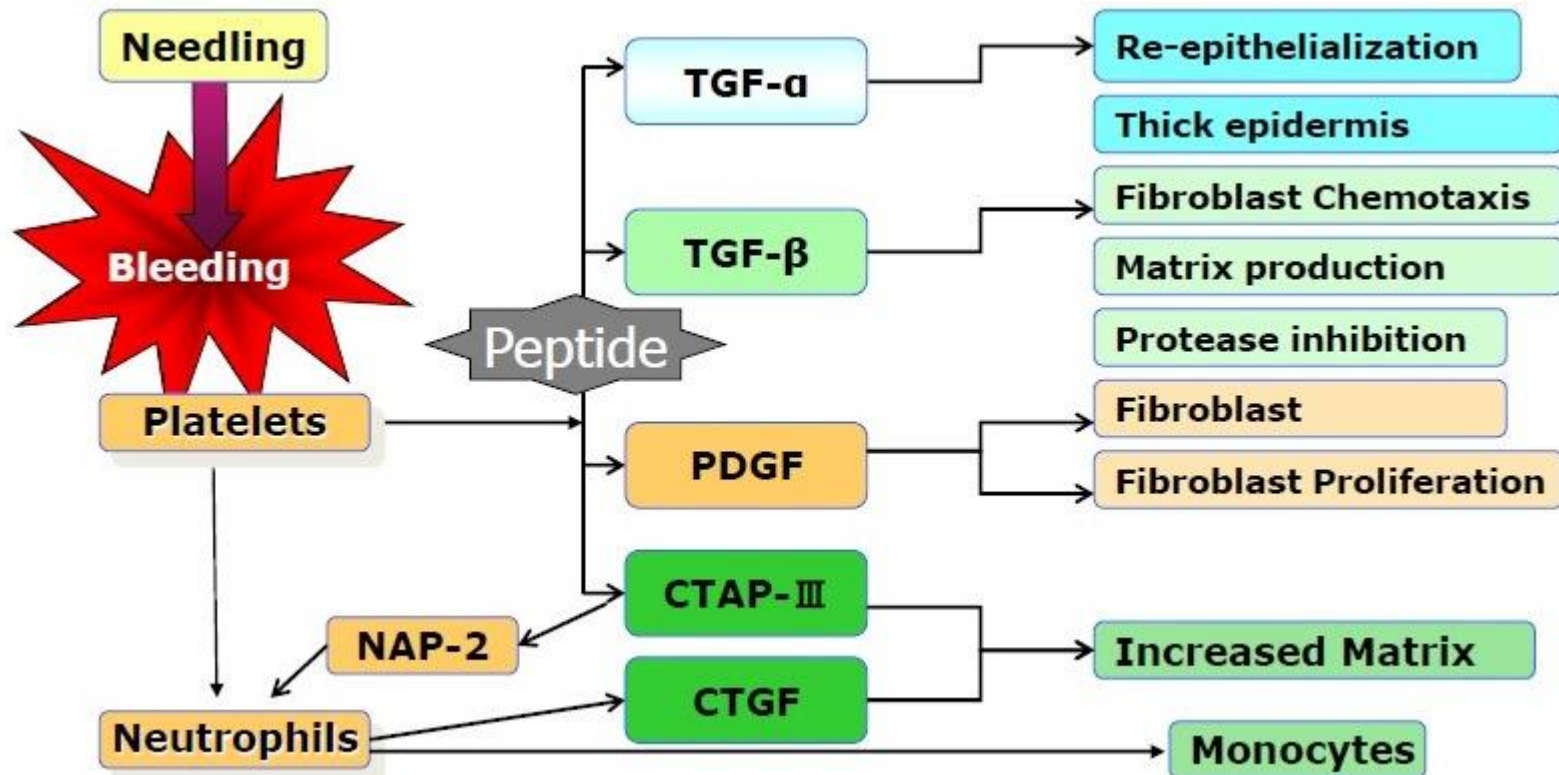 Needling
Bleeding
Platelets
Neutrophils
NAP-2
Peptide
TGF-α
TGF-β
PDGF
CTAP-Ⅲ
CTGF
Re-epithelialization
Thick epidermis
Fibroblast Chemotaxis
Matrix production
Protease inhibition
Fibroblast
Fibroblast Proliferation
Increased Matrix
Monocytes